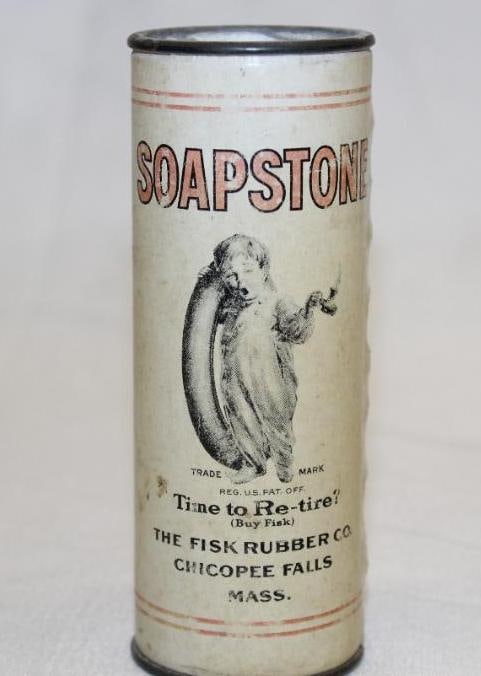 SOAPSTONE
TRADE MARK
REG. U.S. PAT. OFF.
Time to Re-tire?
(Buy Fisk)
THE FISK RUBBER CO.
CHICOPEE FALLS
MASS.